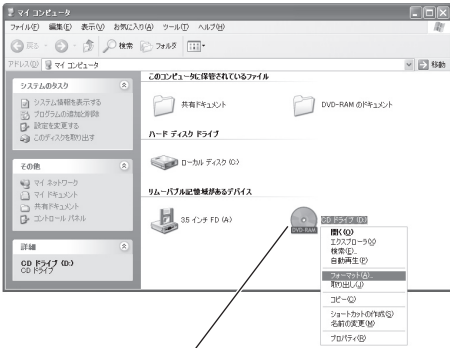 マイ コンピュータ
ファイル(F) 編集(E) 表示(V) お気に入り(A) ツール(T) ヘルプ(H)
戻る 検索 フォルダ
アドレス(D) マイ コンピュータ 移動
システムのタスク
システム情報を表示する
プログラムの追加と削除
設定を変更する
このディスクを取り出す
その他
マイ ネットワーク
マイ ドキュメント
共有ドキュメント
コントロール パネル
詳細
CD ドライブ (D:)
CD ドライブ
このコンピュータに保管されているファイル
共有ドキュメント DVD-RAM のドキュメント
ハード ディスク ドライブ
ローカル ディスク (C:)
リムーバブル記憶域があるデバイス
3.5 インチ FD (A:)
CD ドライブ (D:)
DVD-RAM
開く(O)
エクスプローラ(X)
検索(E)...
自動再生(P)
フォーマット(A)...
取り出し(J)
コピー(C)
ショートカットの作成(S)
名前の変更(M)
プロパティ(R)